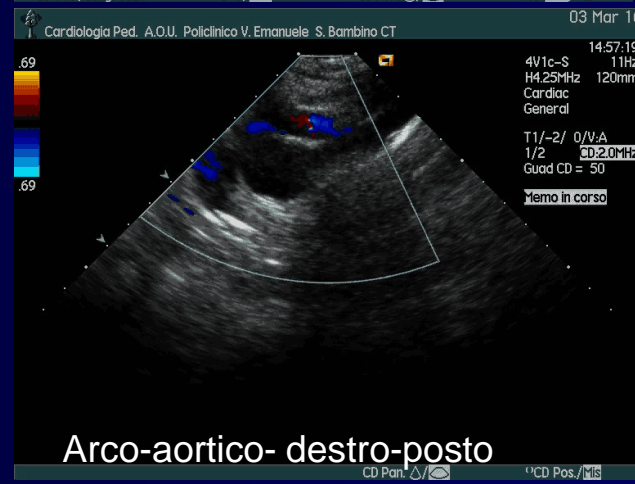 03 Mar 10
Cardiologia Ped. A.O.U. Policlinico V. Emanuele S. Bambino CT
14:57:19
4V1c-S 11Hz
H4.25MHz 120mm
Cardiac
General
T1/-2/ 0/V:A
1/2 CD:2.0MHz
Guad CD = 50
Memo in corso
.69
.69
Arco-aortico- destro-posto
CD Pan.
CD Pos./Mis